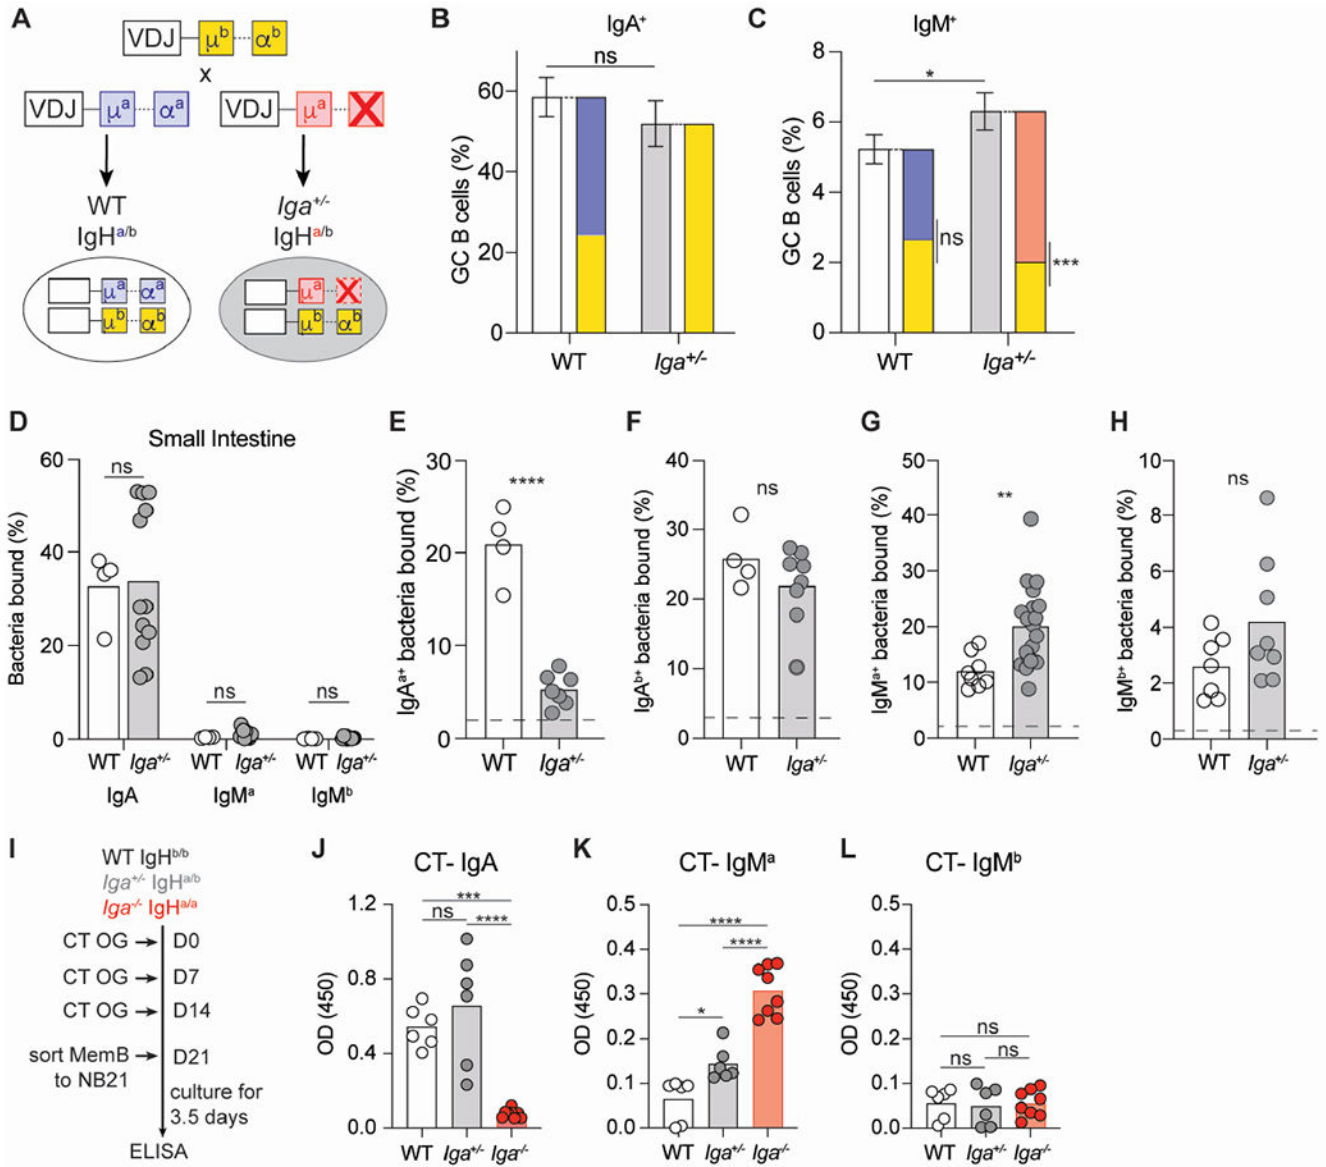 A
VDJ μᵇ αᵇ
x
VDJ μᵃ αᵃ VDJ μᵃ X
WT Iga⁺/⁻
IgHᵃ/ᵇ IgHᵃ/ᵇ
μᵃ αᵃ μᵃ X
μᵇ αᵇ μᵇ αᵇ
B
IgA⁺
GC B cells (%)
60
40
20
0
ns
WT Iga⁺/⁻
C
IgM⁺
GC B cells (%)
8
6
4
2
0
*
ns
***
WT Iga⁺/⁻
D
Small Intestine
Bacteria bound (%)
60
40
20
0
ns ns ns
WT Iga⁺/⁻ WT Iga⁺/⁻ WT Iga⁺/⁻
IgA IgMᵃ IgMᵇ
E
IgAᵃ⁺ bacteria bound (%)
30
20
10
0
****
WT Iga⁺/⁻
F
IgAᵇ⁺ bacteria bound (%)
40
30
20
10
0
ns
WT Iga⁺/⁻
G
IgMᵃ⁺ bacteria bound (%)
50
40
30
20
10
0
**
WT Iga⁺/⁻
H
IgMᵇ⁺ bacteria bound (%)
10
8
6
4
2
0
ns
WT Iga⁺/⁻
I
WT IgHᵇ/ᵇ
Iga⁺/⁻ IgHᵃ/ᵇ
Iga⁻/⁻ IgHᵃ/ᵃ
CT OG D0
CT OG D7
CT OG D14
sort MemB D21
to NB21
culture for
3.5 days
ELISA
J
CT- IgA
OD (450)
1.2
0.8
0.4
0.0
***
ns ****
WT Iga⁺/⁻ Iga⁻/⁻
K
CT- IgMᵃ
OD (450)
0.5
0.4
0.3
0.2
0.1
0.0
****
****
*
WT Iga⁺/⁻ Iga⁻/⁻
L
CT- IgMᵇ
OD (450)
0.5
0.4
0.3
0.2
0.1
0.0
ns
ns ns
WT Iga⁺/⁻ Iga⁻/⁻